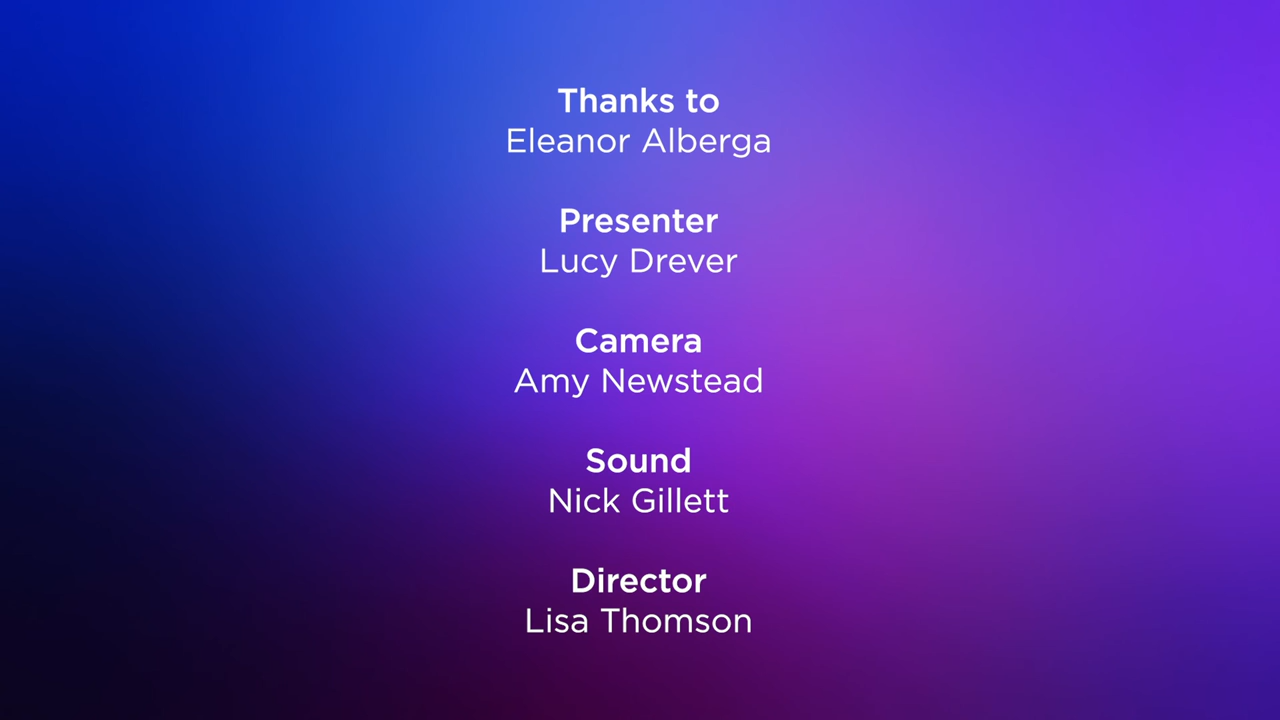 Thanks to
Eleanor Alberga
Presenter
Lucy Drever
Camera
Amy Newstead
Sound
Nick Gillett
Director
Lisa Thomson